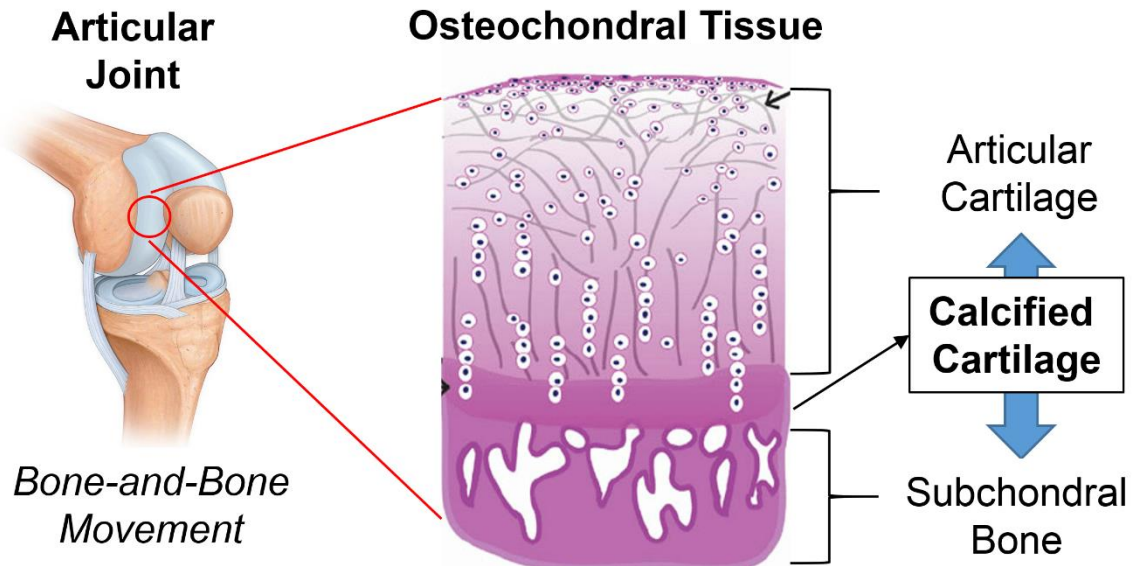 Articular
Joint
Osteochondral Tissue
Articular
Cartilage
Calcified
Cartilage
Bone-and-Bone
Movement
Subchondral
Bone